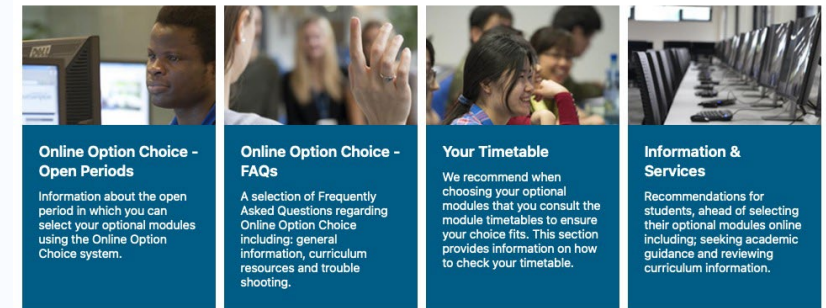 DELL
Online Option Choice -
Open Periods
Information about the open
period in which you can
select your optional modules
using the Online Option
Choice system.
Online Option Choice -
FAQs
A selection of Frequently
Asked Questions regarding
Online Option Choice
including: general
information, curriculum
resources and trouble
shooting.
Your Timetable
We recommend when
choosing your optional
modules that you consult the
module timetables to ensure
your choice fits. This section
provides information on how
to check your timetable.
Information &
Services
Recommendations for
students, ahead of selecting
their optional modules online
including; seeking academic
guidance and reviewing
curriculum information.